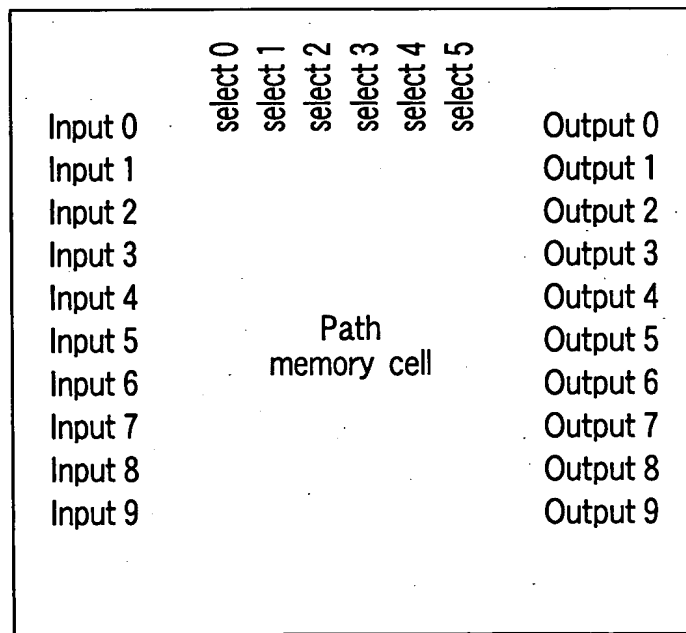 select 0
select 1
select 2
select 3
select 4
select 5
Input 0
Input 1
Input 2
Input 3
Input 4
Input 5
Input 6
Input 7
Input 8
Input 9
Path
memory cell
Output 0
Output 1
Output 2
Output 3
Output 4
Output 5
Output 6
Output 7
Output 8
Output 9